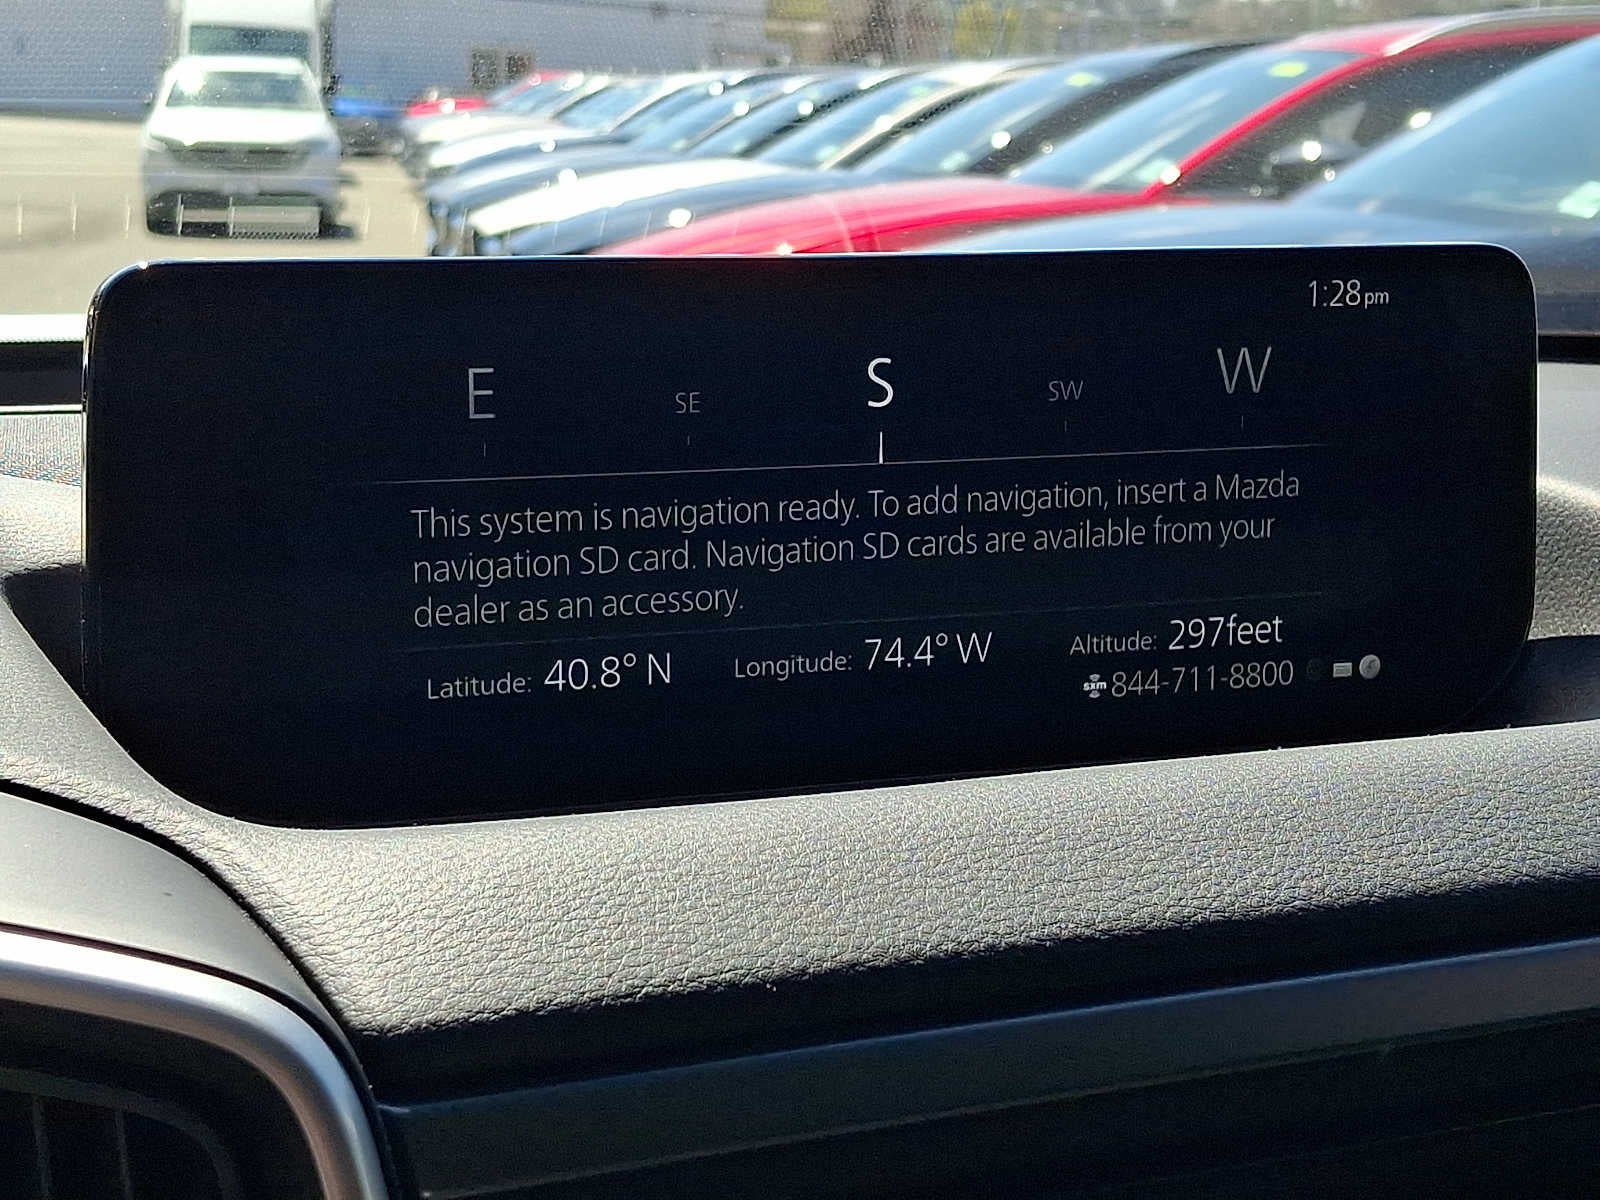 1:28pm
E SE S SW W
This system is navigation ready. To add navigation, insert a Mazda
navigation SD card. Navigation SD cards are available from your
dealer as an accessory.
Latitude: 40.8° N Longitude: 74.4° W Altitude: 297feet
sxm 844-711-8800